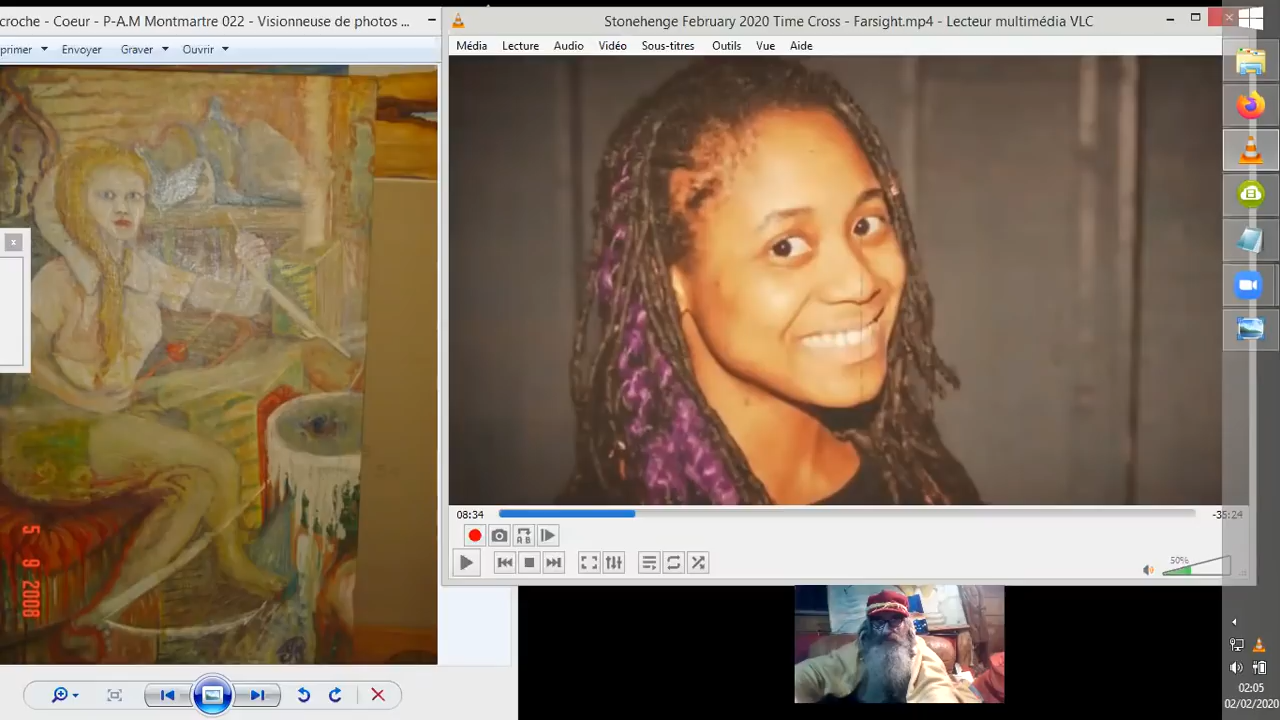 croche - Coeur - P-A.M Montmartre 022 - Visionneuse de photos ...
primer
Envoyer
Graver
Ouvrir
x
5 9 2008
Stonehenge February 2020 Time Cross - Farsight.mp4 - Lecteur multimédia VLC
Média Lecture Audio Vidéo Sous-titres Outils Vue Aide
08:34
-35:24
A B
50%
02:05
02/02/2020